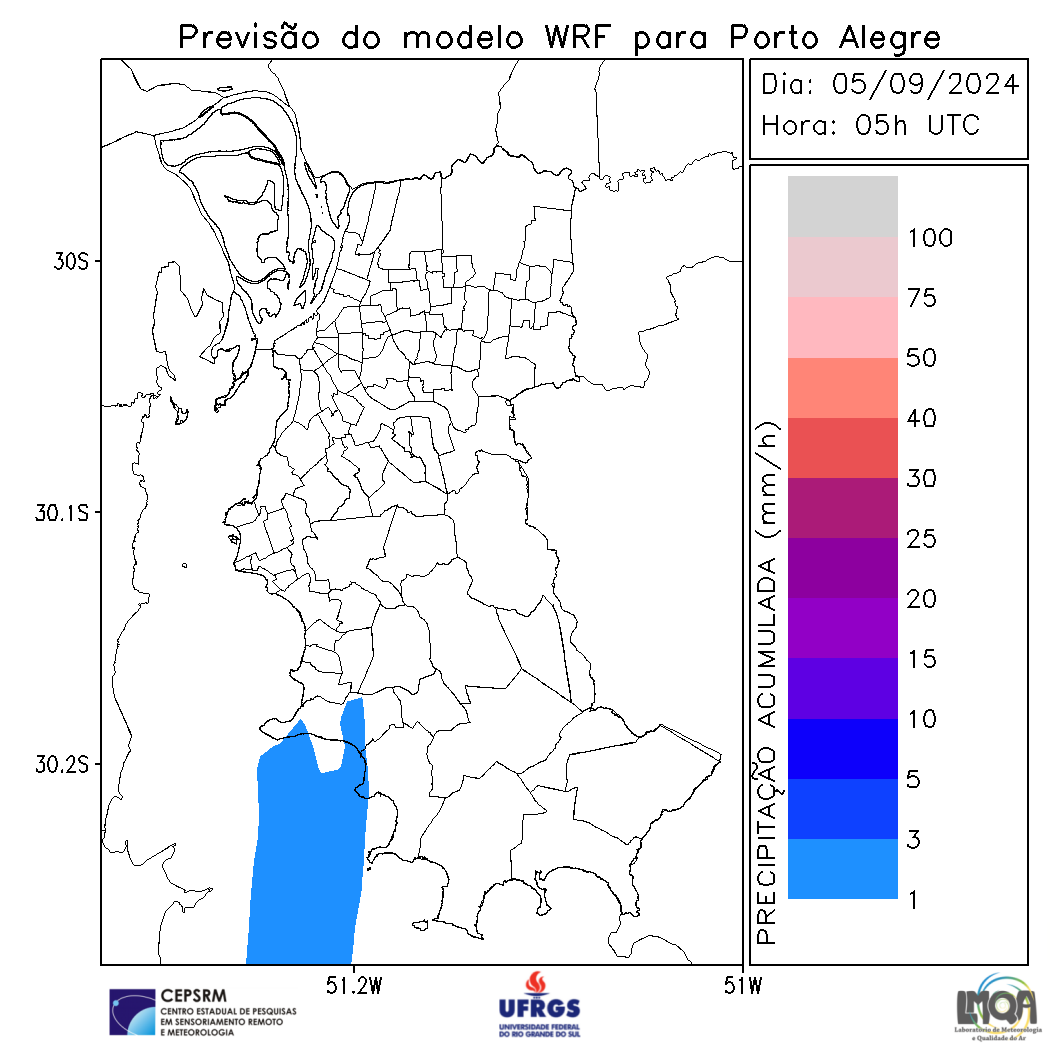 Previsão do modelo WRF para Porto Alegre
Dia: 05/09/2024
Hora: 05h UTC
30S
30.1S
30.2S
51.2W
51W
PRECIPITAÇÃO ACUMULADA (mm/h)
100
75
50
40
30
25
20
15
10
5
3
1
CEPSRM
CENTRO ESTADUAL DE PESQUISAS
EM SENSORIAMENTO REMOTO
E METEOROLOGIA
UFRGS
UNIVERSIDADE FEDERAL
DO RIO GRANDE DO SUL
LMQA
Laboratório de Meteorologia
e Qualidade do Ar